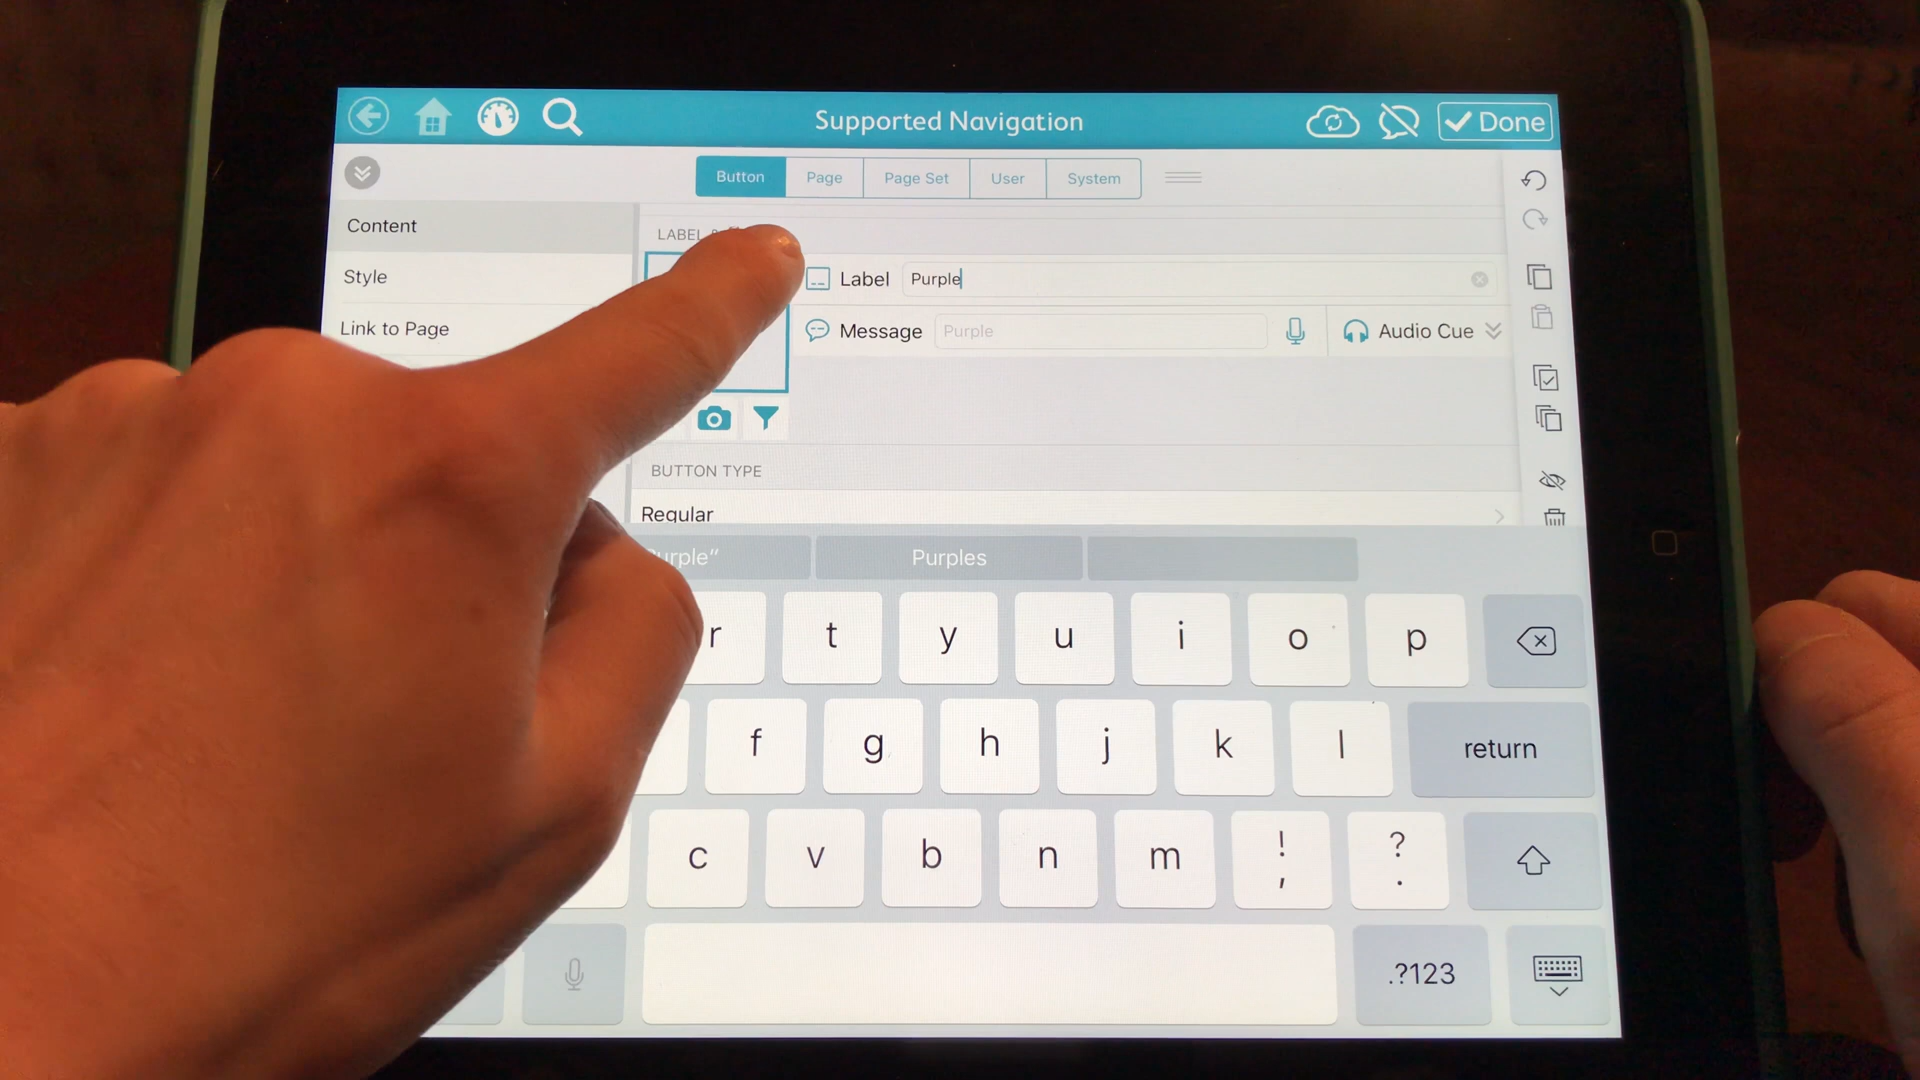 Supported Navigation
Done
Button
Page
Page Set
User
System
Content
LABEL
Style
Label
Purple
Link to Page
Message
Purple
Audio Cue
BUTTON TYPE
Regular
Purples
r
t
y
u
i
o
p
f
g
h
j
k
l
return
c
v
b
n
m
!
,
?
.
.?123